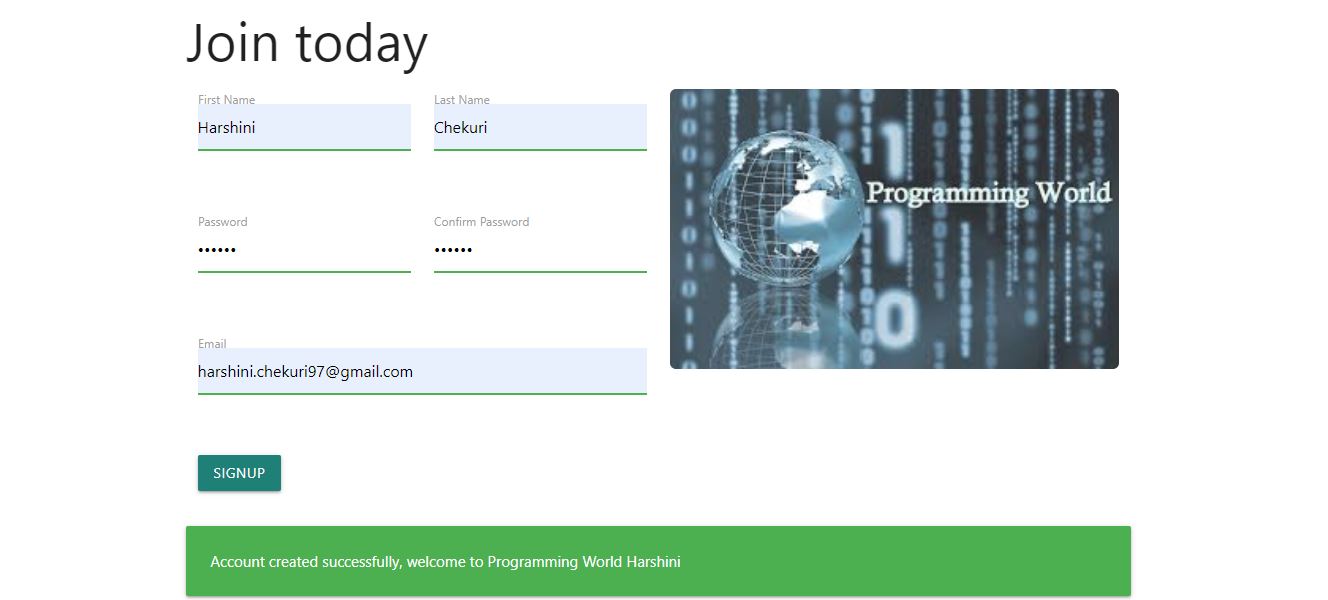 Join today
First Name
Last Name
Harshini
Chekuri
Programming World
Password
Confirm Password
••••••
••••••
Email
harshini.chekuri97@gmail.com
SIGNUP
Account created successfully, welcome to Programming World Harshini